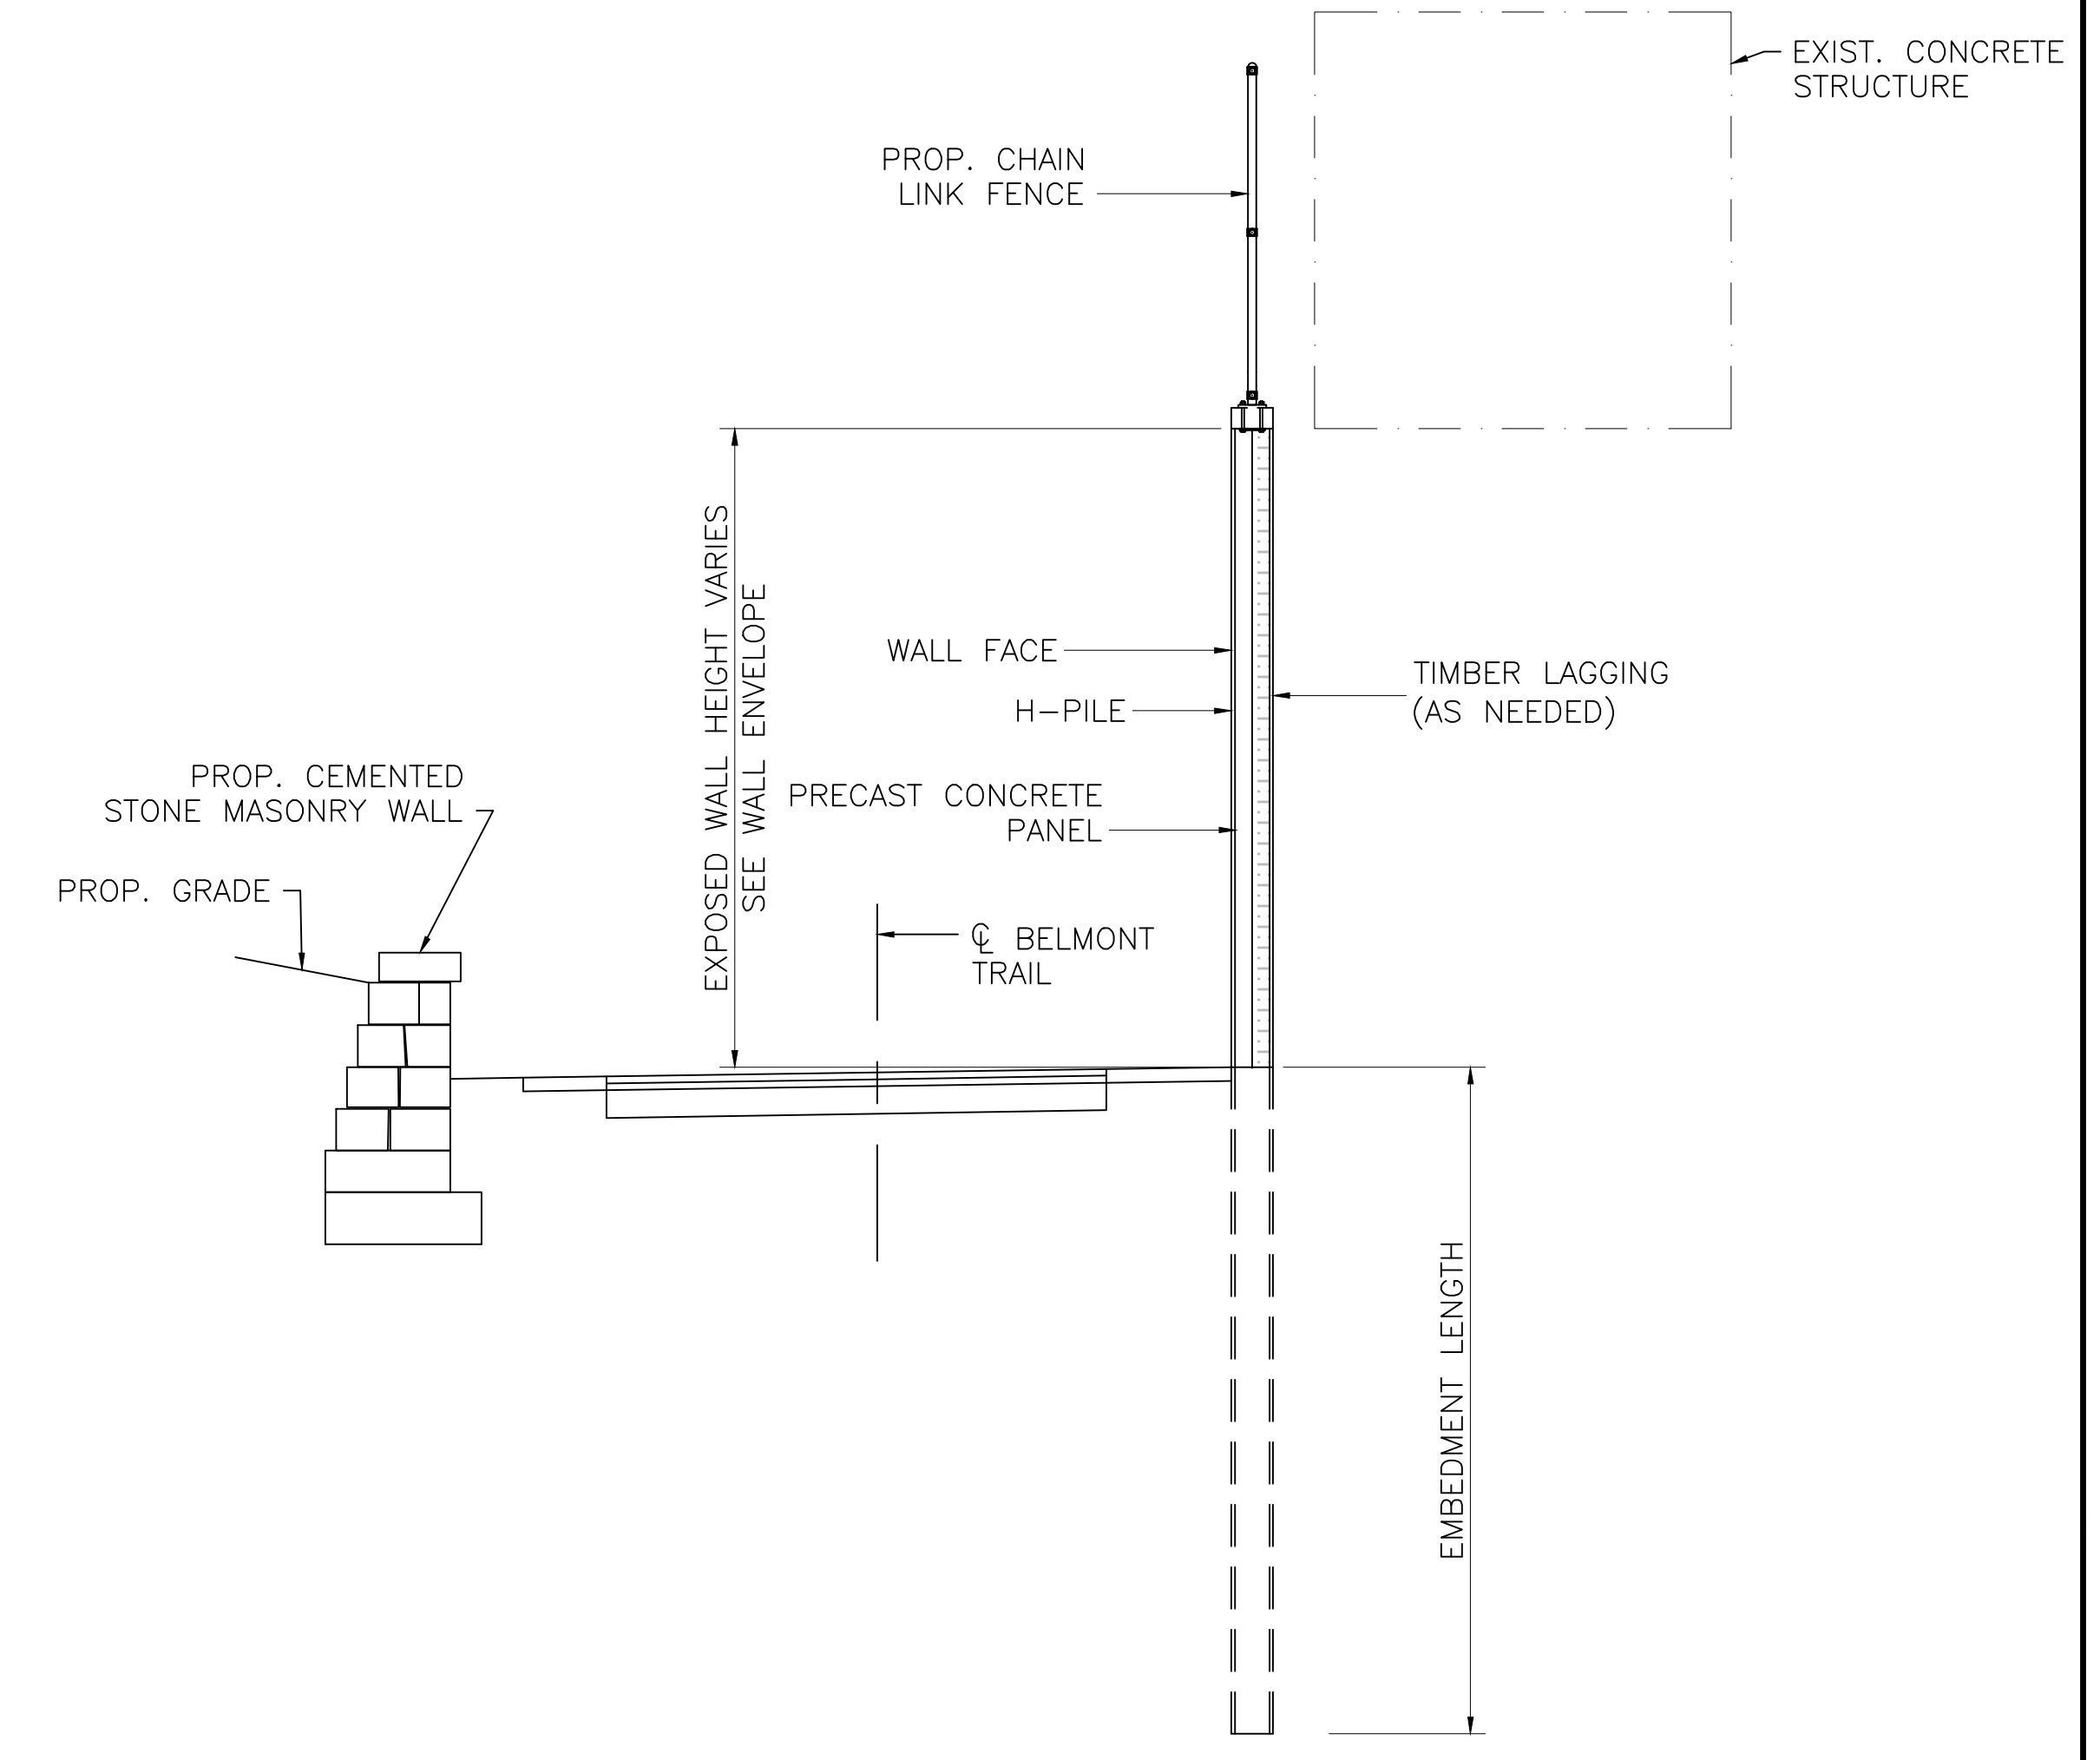 EXIST. CONCRETE
STRUCTURE
PROP. CHAIN
LINK FENCE
EXPOSED WALL HEIGHT VARIES
SEE WALL ENVELOPE
WALL FACE
H-PILE
TIMBER LAGGING
(AS NEEDED)
PRECAST CONCRETE
PANEL
PROP. CEMENTED
STONE MASONRY WALL
PROP. GRADE
℄ BELMONT
TRAIL
EMBEDMENT LENGTH